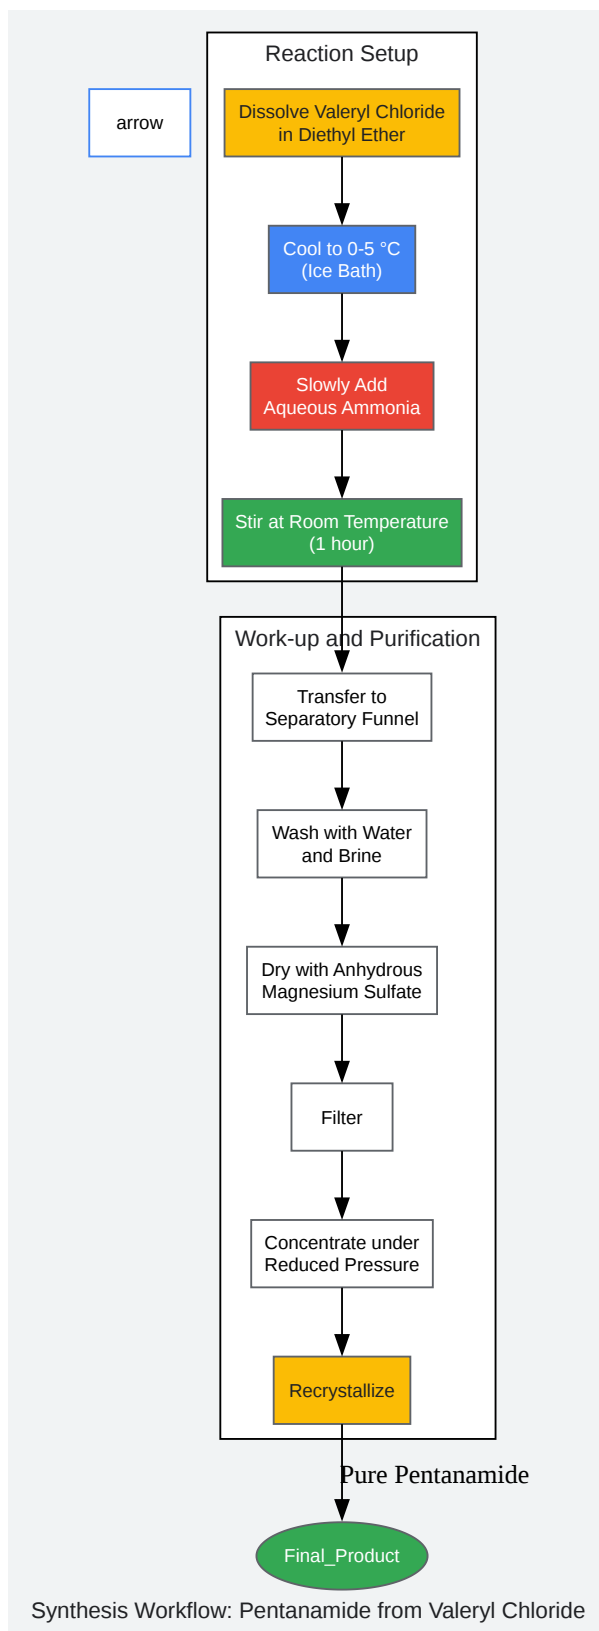 Reaction Setup
arrow
Dissolve Valeryl Chloride
in Diethyl Ether
Cool to 0-5 °C
(Ice Bath)
Slowly Add
Aqueous Ammonia
Stir at Room Temperature
(1 hour)
Work-up and Purification
Transfer to
Separatory Funnel
Wash with Water
and Brine
Dry with Anhydrous
Magnesium Sulfate
Filter
Concentrate under
Reduced Pressure
Recrystallize
Pure Pentanamide
Final_Product
Synthesis Workflow: Pentanamide from Valeryl Chloride